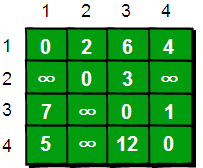 1 2 3 4
1 0 2 6 4
2 ∞ 0 3 ∞
3 7 ∞ 0 1
4 5 ∞ 12 0